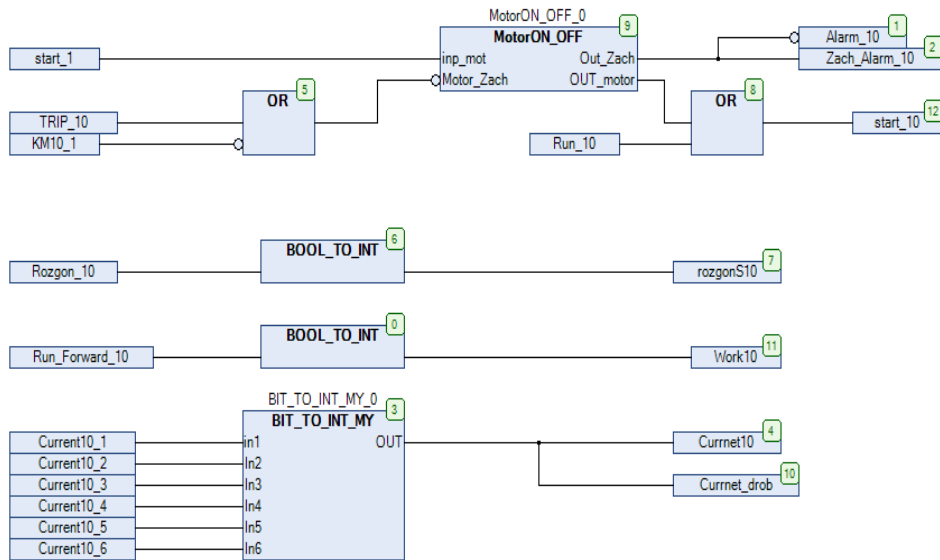 MotorON_OFF_0
9
MotorON_OFF
1
Alarm_10
start_1
inp_mot
Out_Zach
2
Zach_Alarm_10
Motor_Zach
OUT_motor
5
OR
8
OR
TRIP_10
12
start_10
KM10_1
Run_10
6
BOOL_TO_INT
Rozgon_10
7
rozgonS10
0
BOOL_TO_INT
Run_Forward_10
11
Work10
BIT_TO_INT_MY_0
3
BIT_TO_INT_MY
Current10_1
in1
OUT
4
Currnet10
Current10_2
In2
Current10_3
In3
10
Currnet_drob
Current10_4
In4
Current10_5
In5
Current10_6
In6